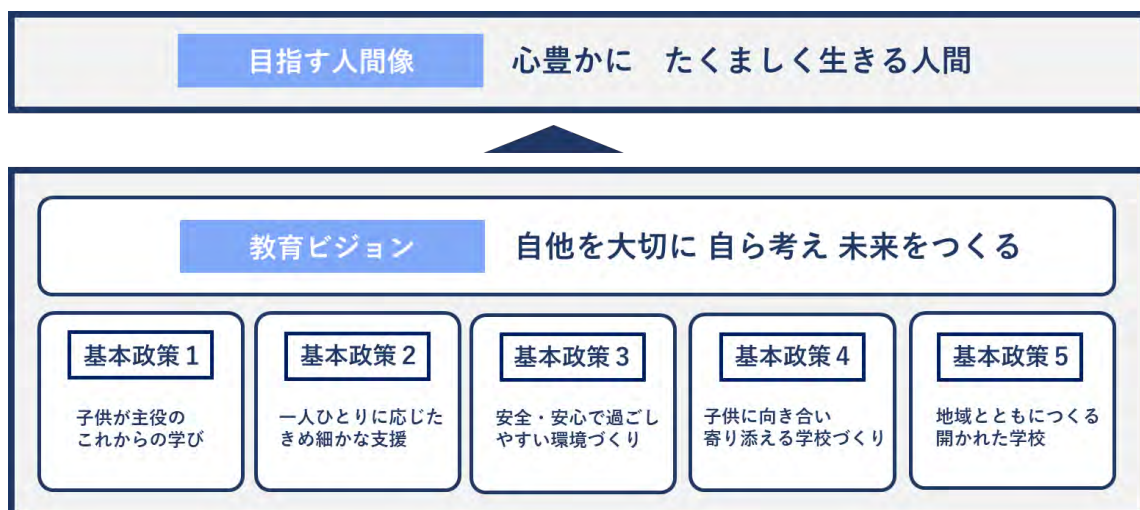 目指す人間像　心豊かに　たくましく生きる人間
教育ビジョン　自他を大切に 自ら考え 未来をつくる
基本政策１
子供が主役の
これからの学び
基本政策２
一人ひとりに応じた
きめ細かな支援
基本政策３
安全・安心で過ごし
やすい環境づくり
基本政策４
子供に向き合い
寄り添える学校づくり
基本政策５
地域とともにつくる
開かれた学校